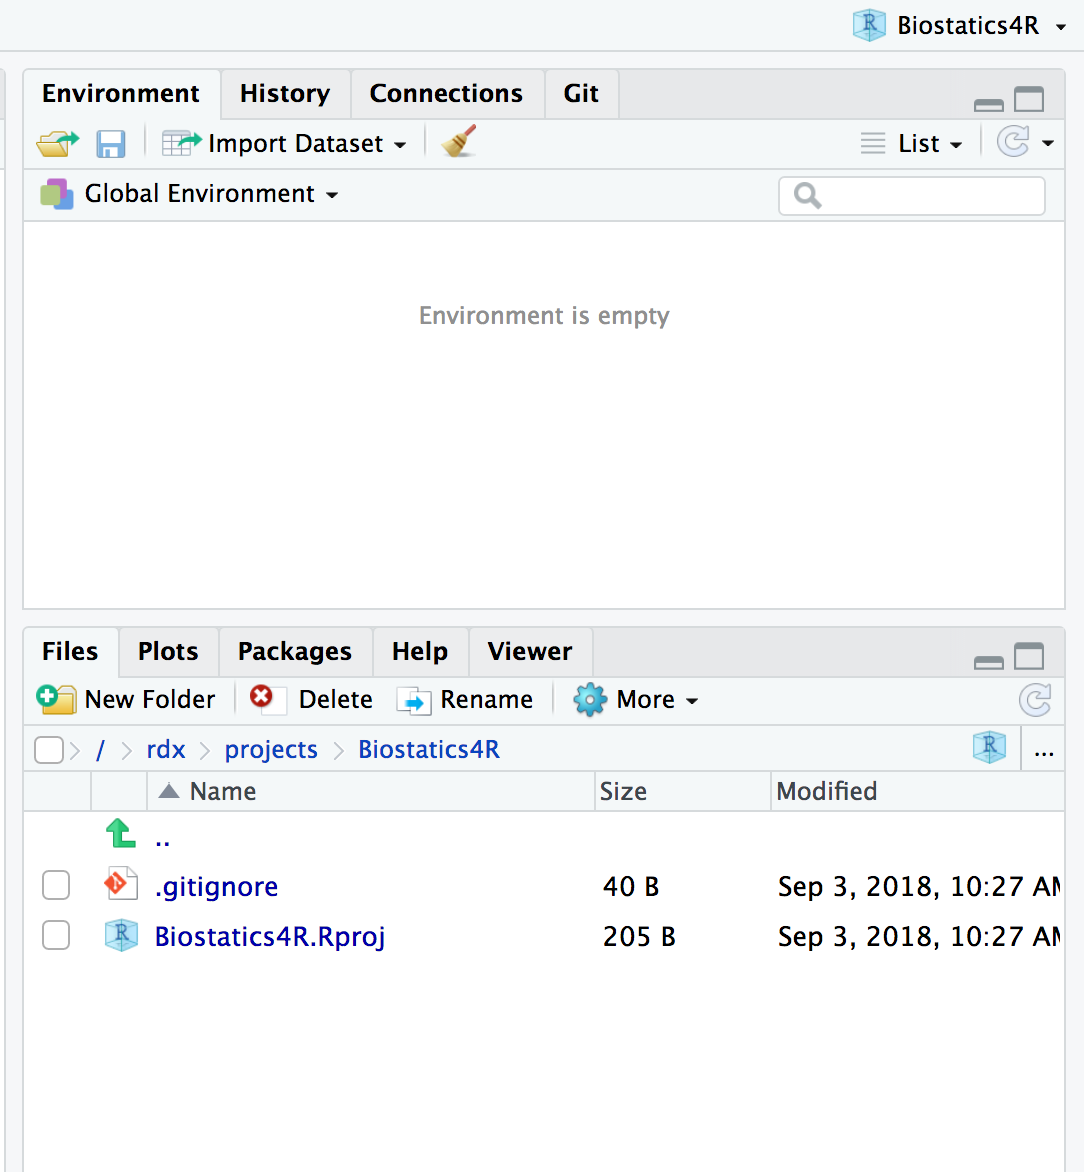 Biostatics4R
Environment History Connections Git
Import Dataset List
Global Environment
Environment is empty
Files Plots Packages Help Viewer
New Folder Delete Rename More
/ rdx projects Biostatics4R ...
Name Size Modified
..
.gitignore 40 B Sep 3, 2018, 10:27 AM
Biostatics4R.Rproj 205 B Sep 3, 2018, 10:27 AM